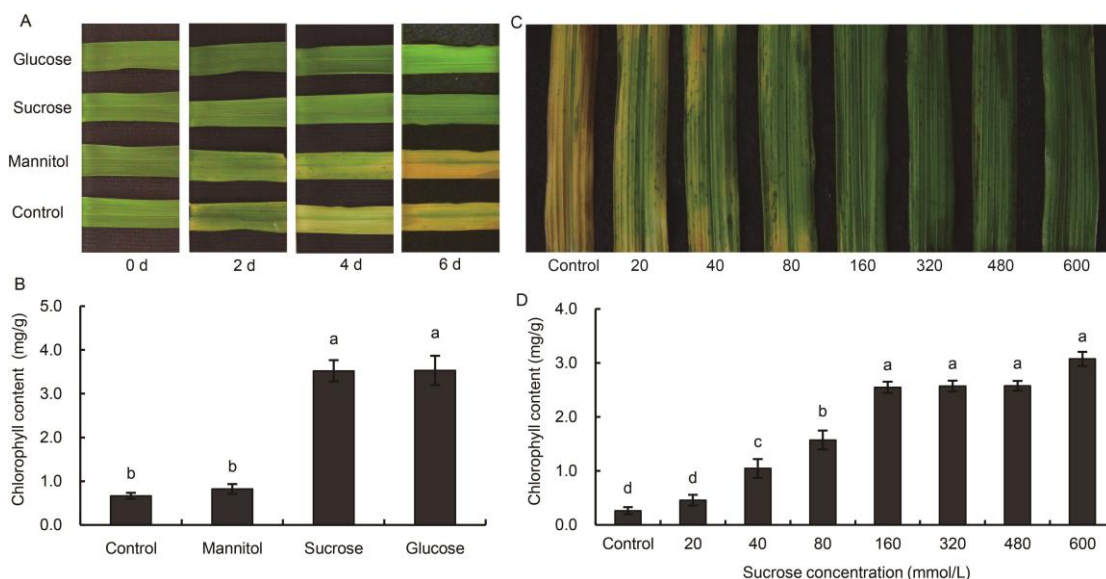 A
Glucose
Sucrose
Mannitol
Control
0 d 2 d 4 d 6 d
B
Chlorophyll content (mg/g)
5.0
4.0
3.0
2.0
1.0
0.0
b b a a
Control Mannitol Sucrose Glucose
C
Control 20 40 80 160 320 480 600
D
Chlorophyll content (mg/g)
4.0
3.0
2.0
1.0
0.0
d d c b a a a a
Control 20 40 80 160 320 480 600
Sucrose concentration (mmol/L)